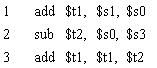 1 add $t1, $s1, $s0
2 sub $t2, $s0, $s3
3 add $t1, $t1, $t2